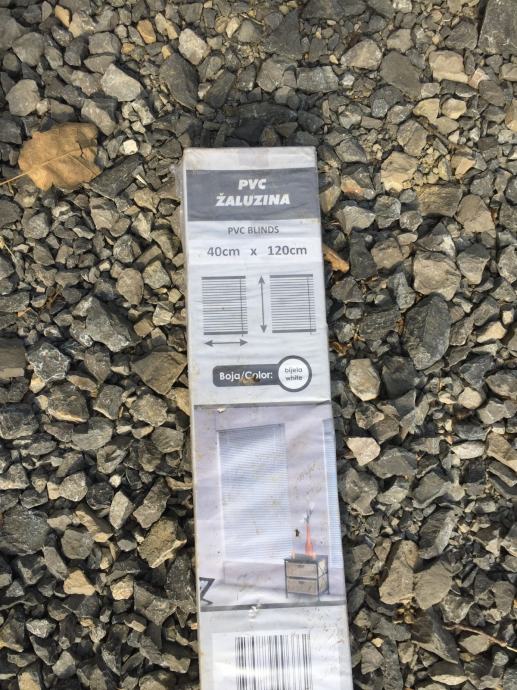 PVC
ŽALUZINA
PVC BLINDS
40cm x 120cm
Boja/Color: bijela
white